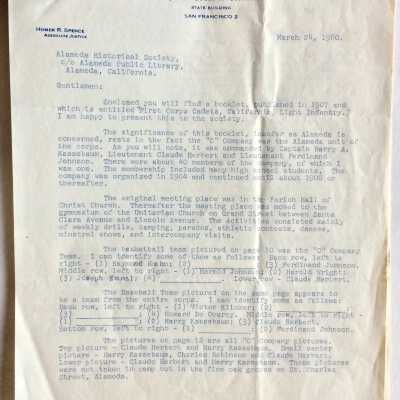 STATE BUILDING
SAN FRANCISCO 2
HOMER R. SPENCE
ASSOCIATE JUSTICE
March 24, 1960.
Alameda Historical Society,
c/o Alameda Public Library,
Alameda, California.
Gentlemen:
Enclosed you will find a booklet, published in 1907 and
which is entitled First Corps Cadets, California, Light Infantry.
I am happy to present this to the society.
The significance of this booklet, insofar as Alameda is
concerned, rests in the fact the "C" Company was the Alameda unit of
the corps. As you will note, it was commanded by Captain Harry A.
Kassebaum, Lieutenant Claude Herbert and Lieutenant Ferdinand
Johnson. There were about 40 members of the company, of which I
was one. The membership included many high school students. The
company was organized in 1904 and continued until about 1908 or
thereafter.
The original meeting place was in the Parish Hall of
Christ Church. Thereafter the meeting place was moved to the
gymnasium of the Unitarian Church on Grand Street between Santa
Clara Avenue and Lincoln Avenue. The activities consisted mainly
of weekly drills, camping, parades, athletic contests, dances,
minstrel shows, and intercompany visits.
The basketball team pictured on page 10 was the "C" Company
Team. I can identify some of them as follows: Back row, left to
right - (1) Raymond (2) (3) Ferdinand Johnson.
Middle row, left to right - (1) Harold Johnson; (2) Harold Wright;
(3) Joseph (4) Lower row - Claude Herbert.
The Baseball Team pictured on the same page appears to
be a team from the entire corps. I can identify some as follows:
Back row, left to right - (1) Victor (2)
(3) (4) Howard De Courcy. Middle row, left to right -
(1) (2) Harry Kassebaum; (3) Claude Herbert.
Bottom row, left to right - (1) (2) Ferdinand Johnson.
The pictures on page 12 are all "C" Company pictures.
Top picture - Claude Herbert and Harry Kassebaum. Small center
picture - Harry Kassebaum, Charles Robinson and Claude Herbert.
Lower picture - Claude Herbert and Harry Kassebaum. These pictures
were not taken in camp but in the fine oak groves on St. Charles
Street, Alameda.